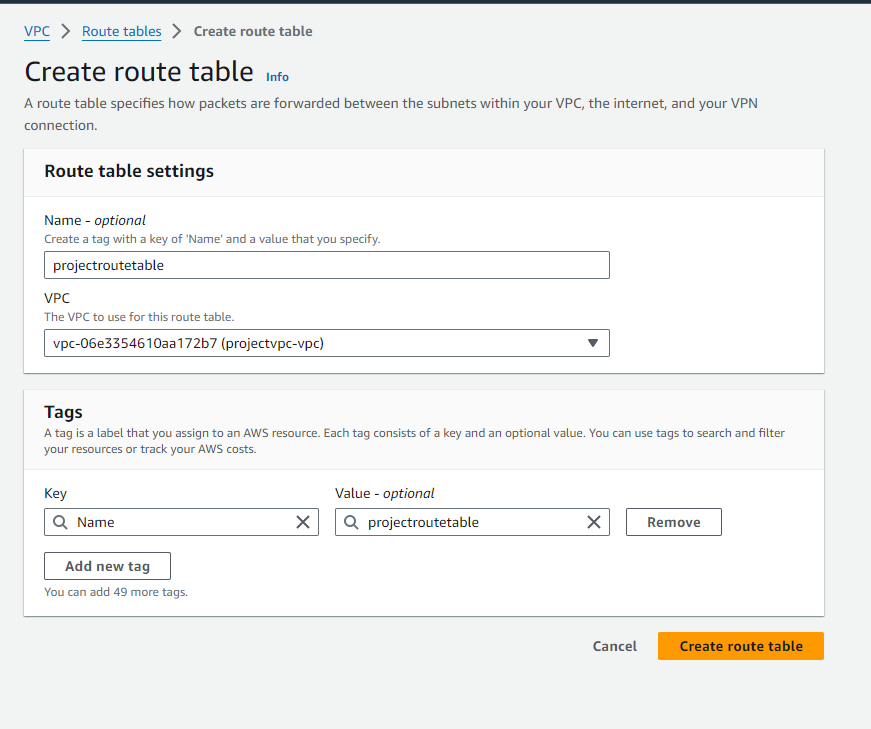 VPC > Route tables > Create route table
Create route table Info
A route table specifies how packets are forwarded between the subnets within your VPC, the internet, and your VPN
connection.
Route table settings
Name - optional
Create a tag with a key of 'Name' and a value that you specify.
projectroutetable
VPC
The VPC to use for this route table.
vpc-06e3354610aa172b7 (projectvpc-vpc)
Tags
A tag is a label that you assign to an AWS resource. Each tag consists of a key and an optional value. You can use tags to search and filter
your resources or track your AWS costs.
Key Value - optional
Name projectroutetable Remove
Add new tag
You can add 49 more tags.
Cancel Create route table